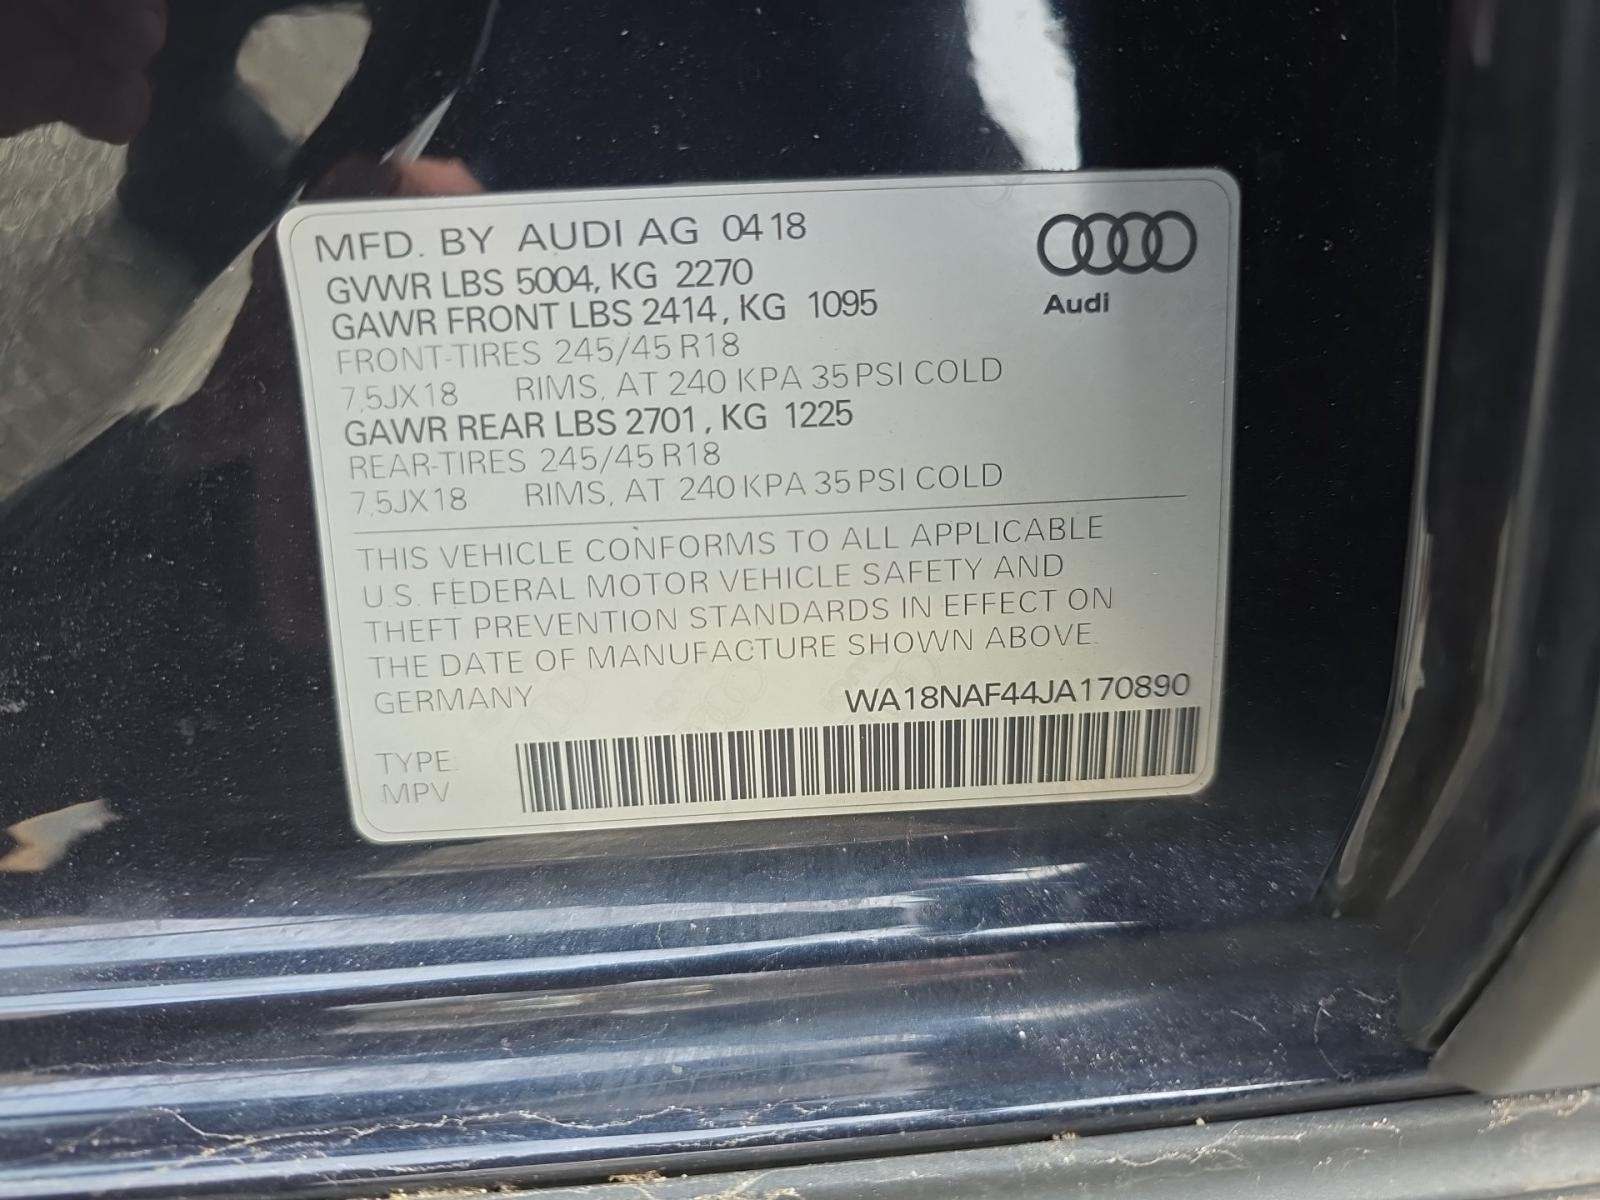 MFD. BY AUDI AG 04 18
GVWR LBS 5004, KG 2270
GAWR FRONT LBS 2414, KG 1095
FRONT-TIRES 245/45 R18
7,5JX18 RIMS, AT 240 KPA 35 PSI COLD
GAWR REAR LBS 2701, KG 1225
REAR-TIRES 245/45 R18
7,5JX18 RIMS, AT 240 KPA 35 PSI COLD
Audi
THIS VEHICLE CONFORMS TO ALL APPLICABLE
U.S. FEDERAL MOTOR VEHICLE SAFETY AND
THEFT PREVENTION STANDARDS IN EFFECT ON
THE DATE OF MANUFACTURE SHOWN ABOVE.
GERMANY WA18NAF44JA170890
TYPE:
MPV